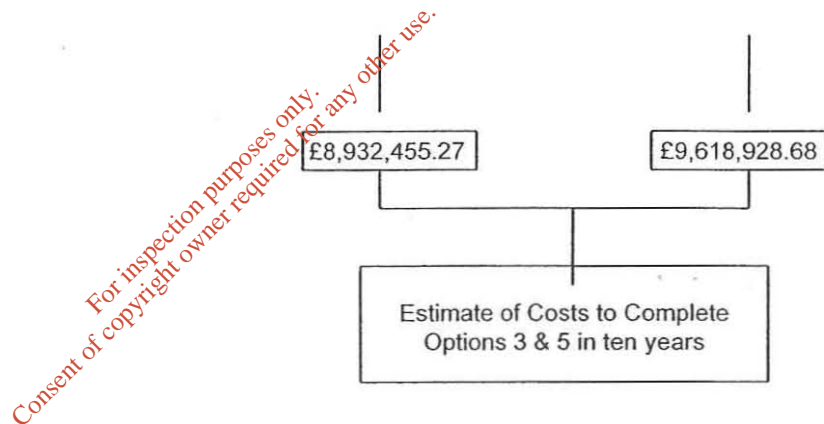 For inspection purposes only.
Consent of copyright owner required for any other use.
£8,932,455.27
£9,618,928.68
Estimate of Costs to Complete
Options 3 & 5 in ten years